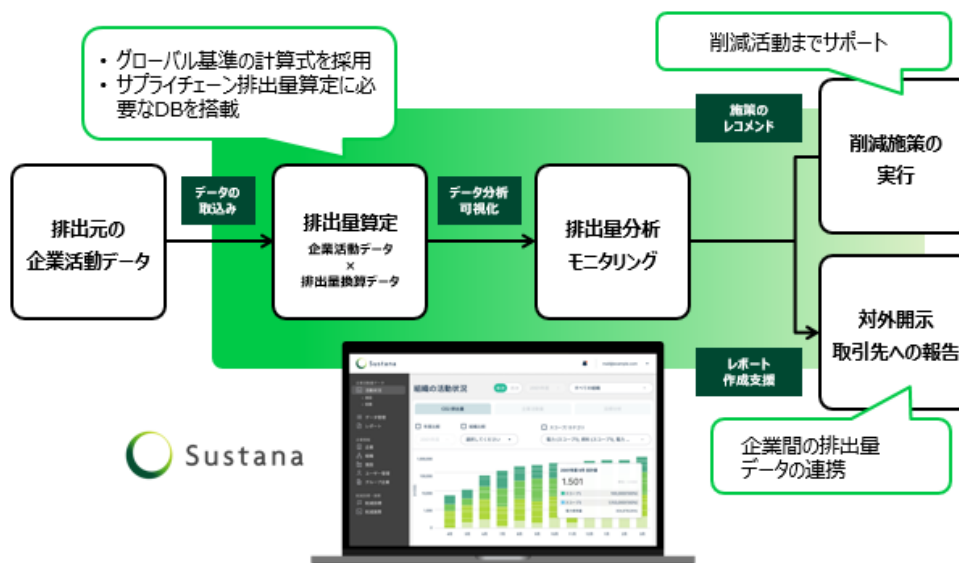 ・ グローバル基準の計算式を採用
・ サプライチェーン排出量算定に必
要なDBを搭載
削減活動までサポート
施策の
レコメンド
削減施策の
実行
排出元の
企業活動データ
データの
取込み
排出量算定
企業活動データ
×
排出量換算データ
データ分析
可視化
排出量分析
モニタリング
対外開示
取引先への報告
レポート
作成支援
企業間の排出量
データの連携
Sustana
Sustana
組織の活動状況
1.501